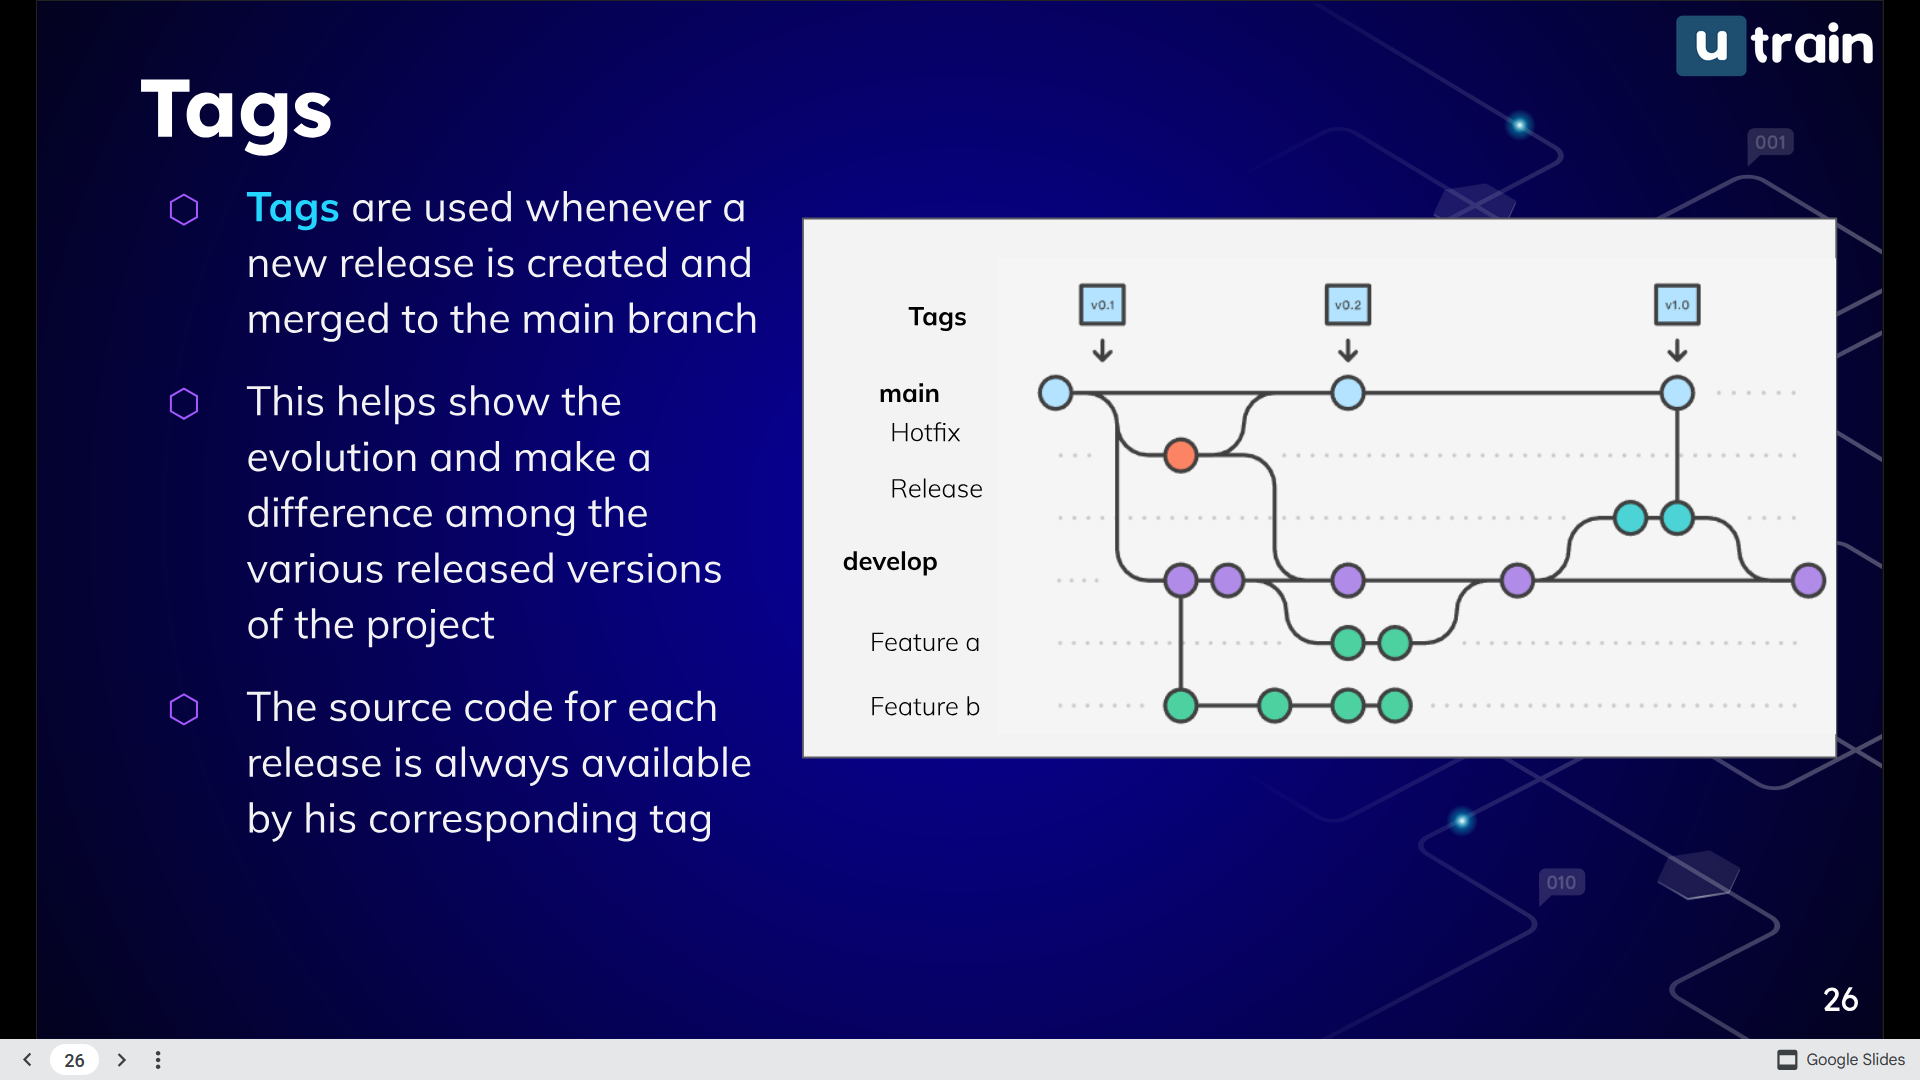 u train
001
Tags
Tags are used whenever a
new release is created and
merged to the main branch
This helps show the
evolution and make a
difference among the
various released versions
of the project
The source code for each
release is always available
by his corresponding tag
Tags
v0.1
v0.2
v1.0
main
Hotfix
Release
develop
Feature a
Feature b
010
26
26
Google Slides